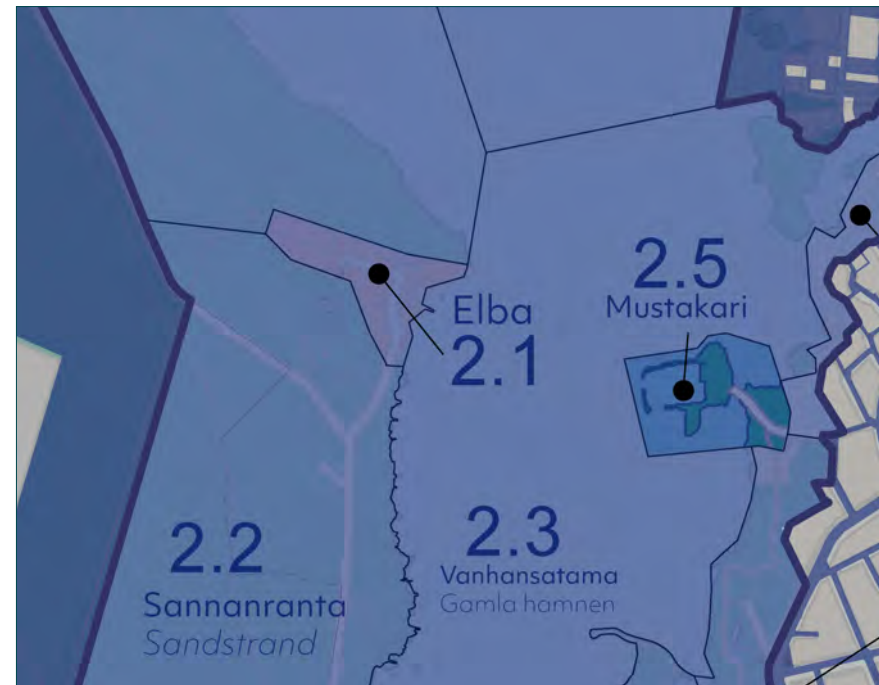 2.5
Mustakari
Elba
2.1
2.2
Sannanranta
Sandstrand
2.3
Vanhansatama
Gamla hamnen